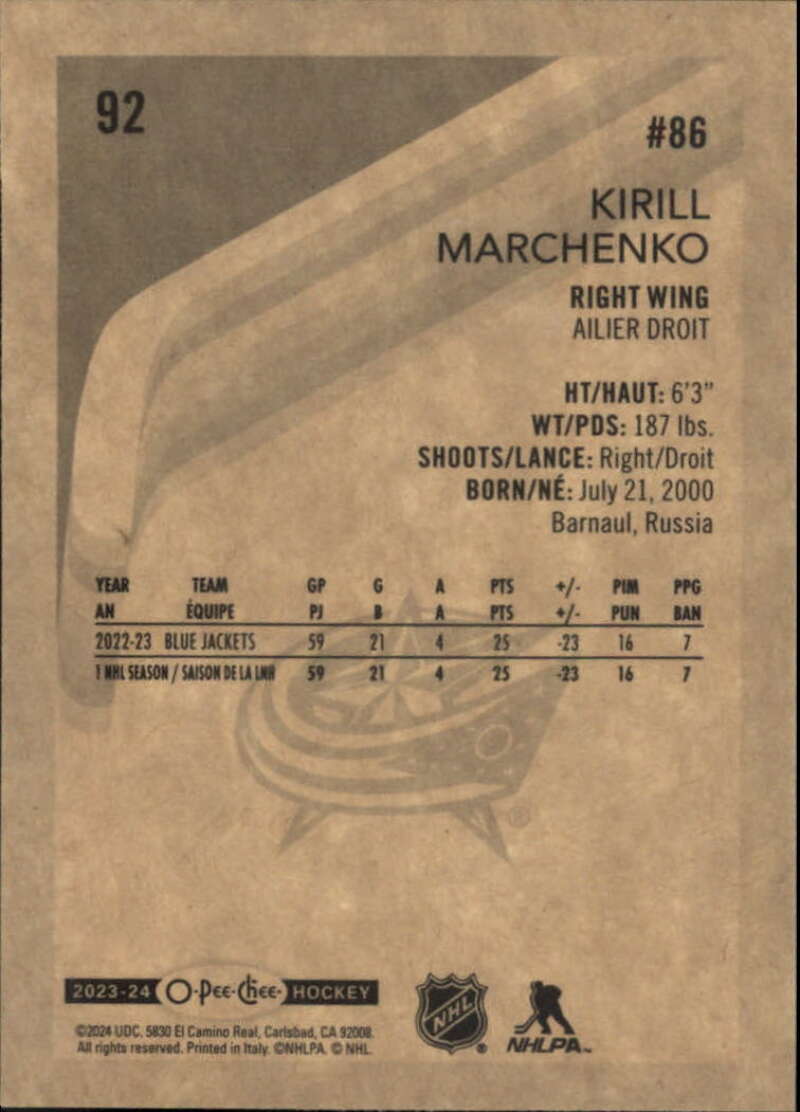 92
#86
KIRILL
MARCHENKO
RIGHT WING
AILIER DROIT
HT/HAUT: 6'3"
WT/PDS: 187 lbs.
SHOOTS/LANCE: Right/Droit
BORN/NÉ: July 21, 2000
Barnaul, Russia
YEAR TEAM GP G A PTS +/- PIM PPG
AN ÉQUIPE PJ B A PTS +/- PUN BAN
2022-23 BLUE JACKETS 59 21 4 25 -23 16 7
1 NHL SEASON / SAISON DE LA LNH 59 21 4 25 -23 16 7
®
2023-24 O-Pee-Chee HOCKEY
©2024 UDC, 5830 El Camino Real, Carlsbad, CA 92008.
All rights reserved. Printed in Italy. ©NHLPA. © NHL.
NHL
NHLPA™